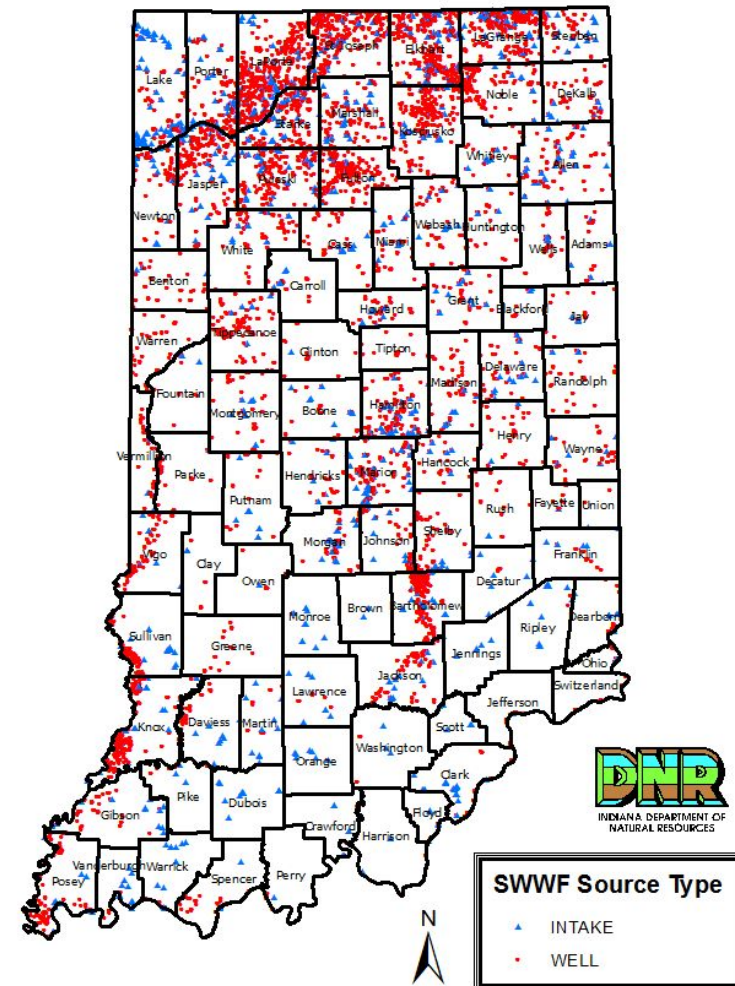 LaPorte
St Joseph
Elkhart
LaGrange
Steuben
Lake
Porter
Noble
DeKalb
Starke
Marshall
Kosciusko
Whitley
Allen
Jasper
Pulaski
Fulton
Newton
White
Cass
Miami
Wabash
Huntington
Wells
Adams
Benton
Carroll
Howard
Grant
Blackford
Jay
Warren
Tippecanoe
Clinton
Tipton
Madison
Delaware
Randolph
Fountain
Montgomery
Boone
Hamilton
Henry
Wayne
Vermillion
Parke
Putnam
Hendricks
Marion
Hancock
Rush
Fayette
Union
Vigo
Clay
Owen
Morgan
Johnson
Shelby
Decatur
Franklin
Monroe
Brown
Bartholomew
Sullivan
Greene
Jennings
Ripley
Dearborn
Ohio
Switzerland
Lawrence
Jackson
Jefferson
Knox
Daviess
Martin
Orange
Washington
Scott
Clark
Gibson
Pike
Dubois
Crawford
Harrison
Floyd
Posey
Vanderburgh
Warrick
Spencer
Perry
DNR
INDIANA DEPARTMENT OF
NATURAL RESOURCES
N
SWWF Source Type
INTAKE
WELL